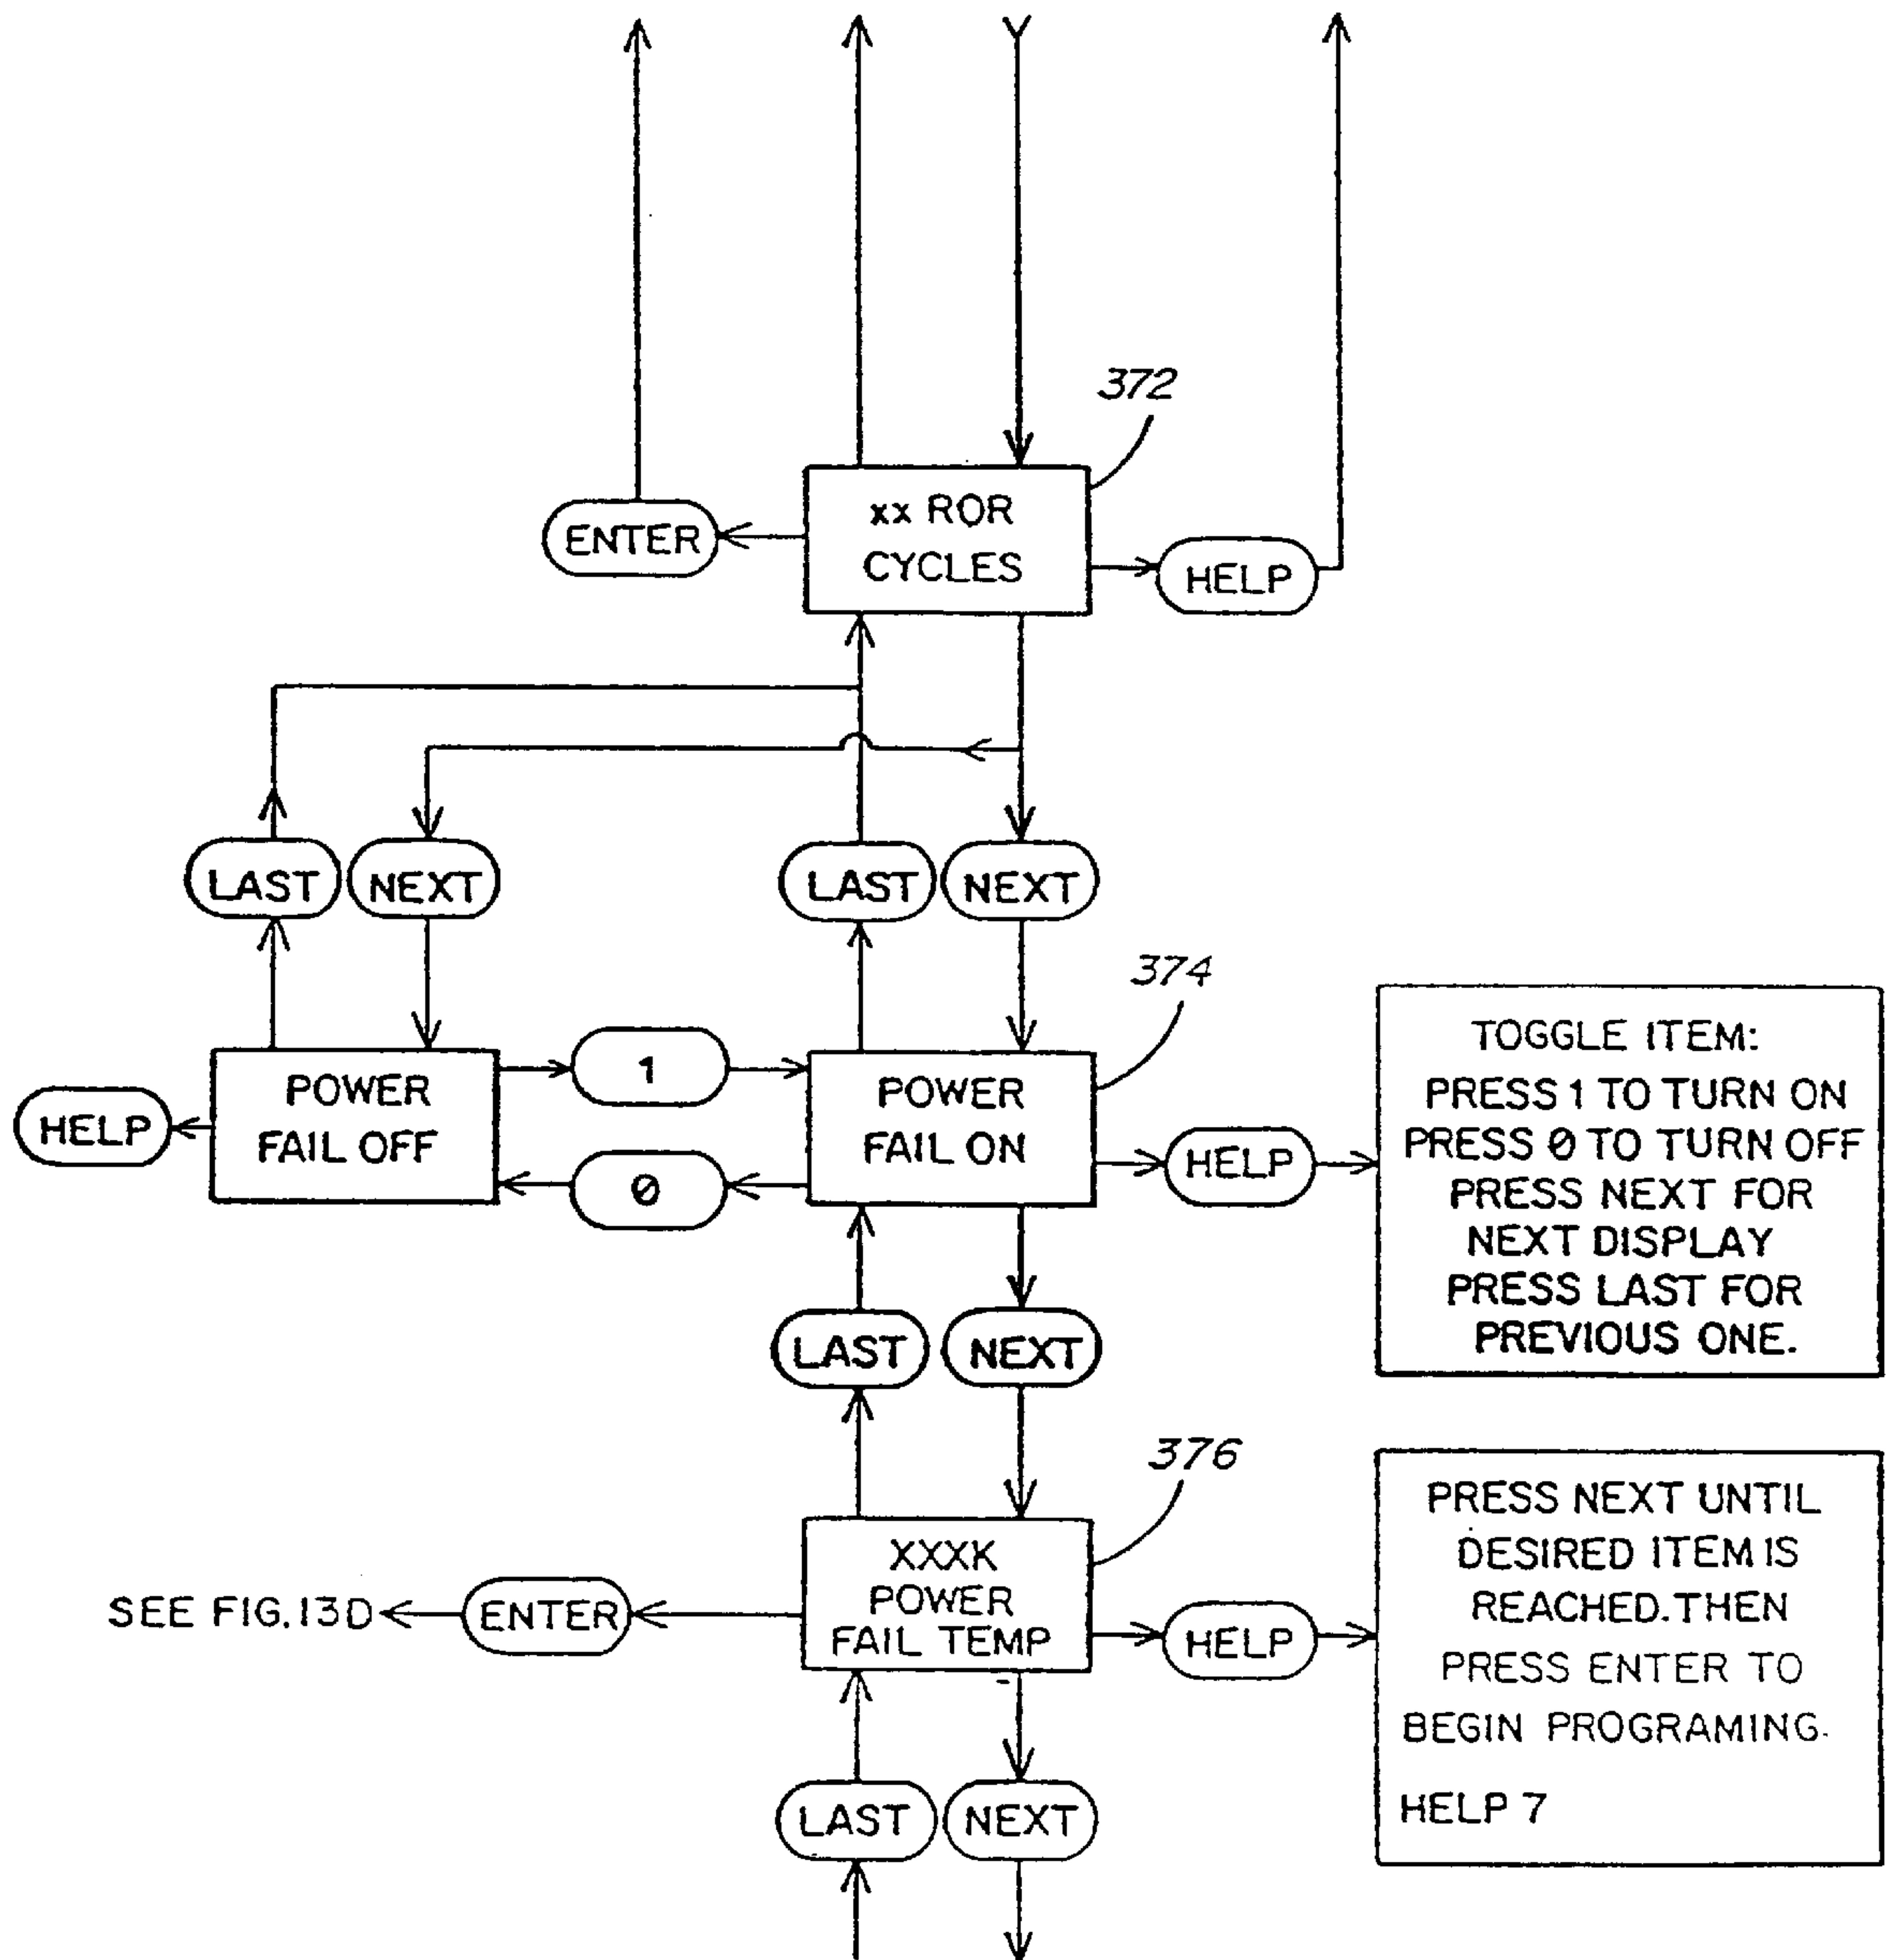 372
xx ROR
CYCLES
ENTER
HELP
LAST
NEXT
LAST
NEXT
374
POWER
FAIL OFF
HELP
1
0
POWER
FAIL ON
HELP
TOGGLE ITEM:
PRESS 1 TO TURN ON
PRESS 0 TO TURN OFF
PRESS NEXT FOR
NEXT DISPLAY
PRESS LAST FOR
PREVIOUS ONE.
LAST
NEXT
376
XXXK
POWER
FAIL TEMP
SEE FIG.13D
ENTER
HELP
PRESS NEXT UNTIL
DESIRED ITEM IS
REACHED. THEN
PRESS ENTER TO
BEGIN PROGRAMING.
HELP 7
LAST
NEXT